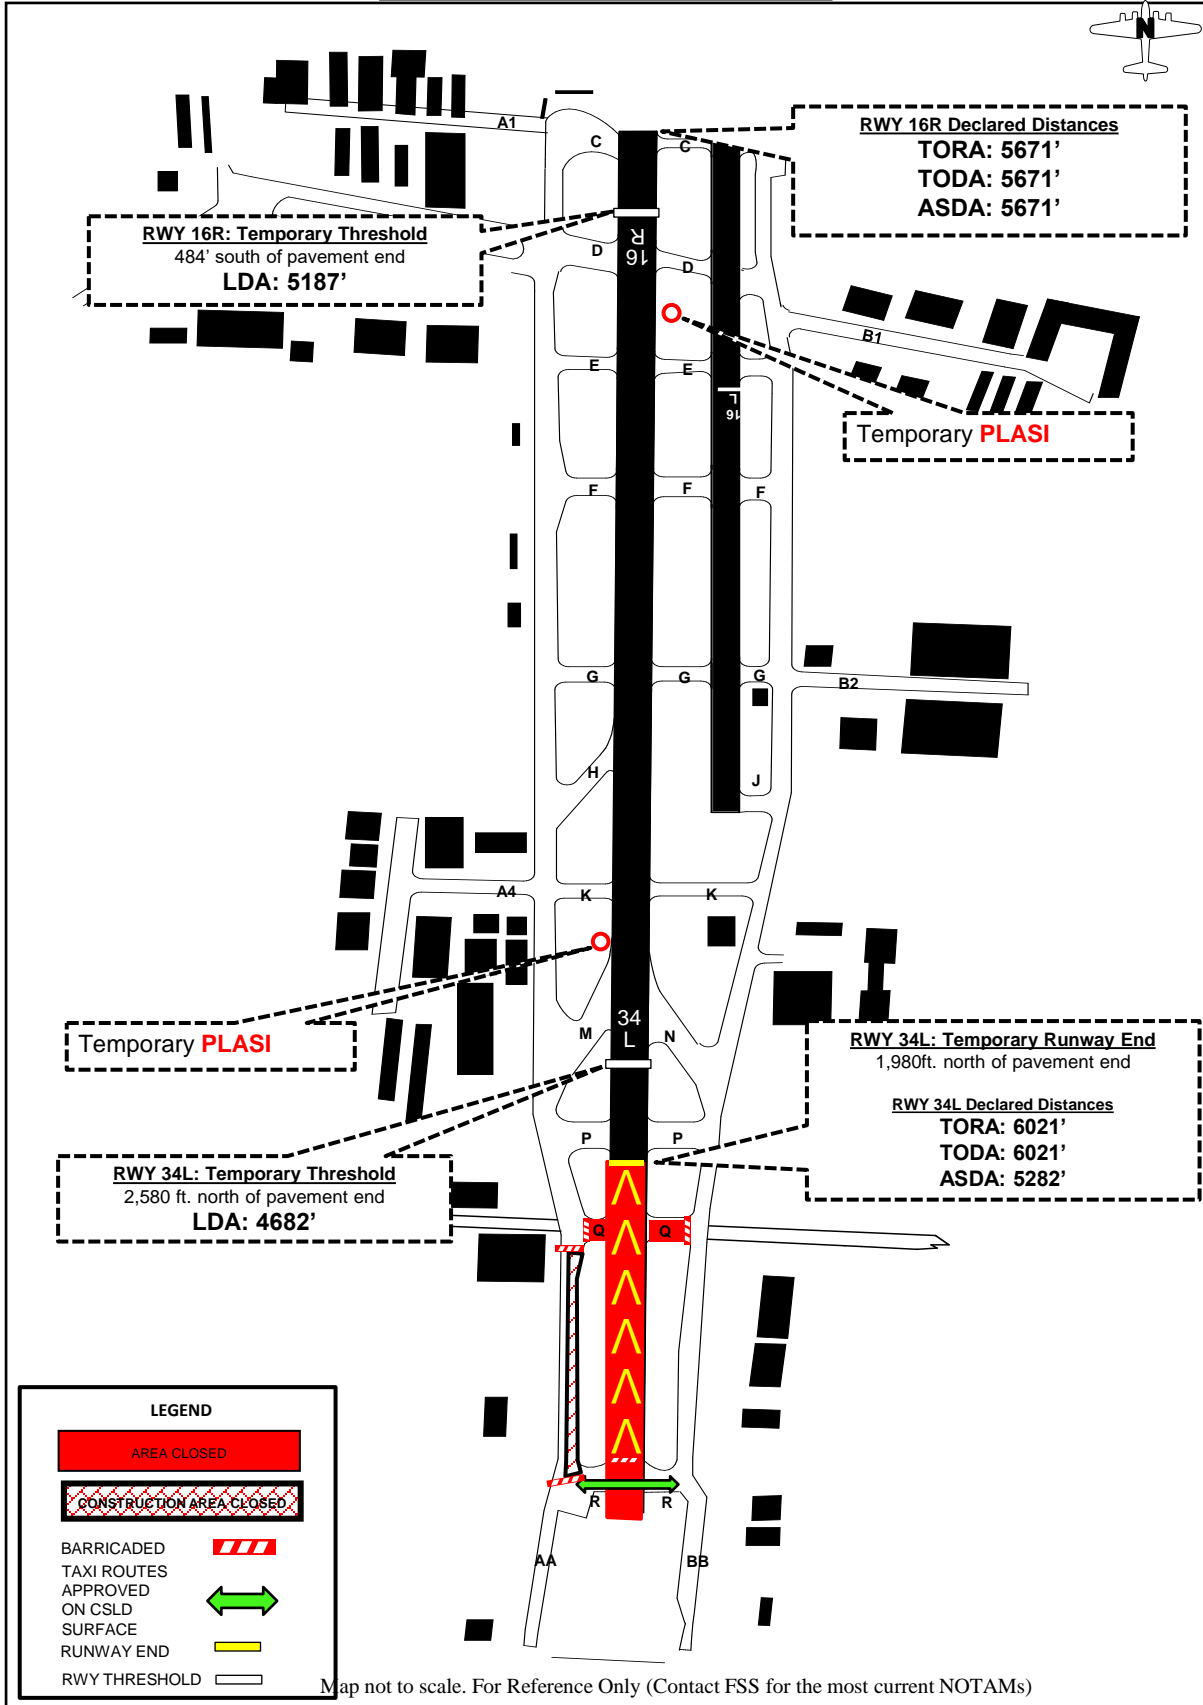 N
A1
C
C
RWY 16R Declared Distances
TORA: 5671’
TODA: 5671’
ASDA: 5671’
RWY 16R: Temporary Threshold
484’ south of pavement end
LDA: 5187’
16
R
D
D
B1
E
E
16
L
Temporary PLASI
F
F
F
G
G
G
B2
H
J
A4
K
K
34
L
M
N
Temporary PLASI
RWY 34L: Temporary Runway End
1,980ft. north of pavement end
RWY 34L Declared Distances
TORA: 6021’
TODA: 6021’
ASDA: 5282’
P
P
RWY 34L: Temporary Threshold
2,580 ft. north of pavement end
LDA: 4682’
Q
Q
R
R
AA
BB
LEGEND
AREA CLOSED
CONSTRUCTION AREA CLOSED
BARRICADED
TAXI ROUTES
APPROVED
ON CSLD
SURFACE
RUNWAY END
RWY THRESHOLD
Map not to scale. For Reference Only (Contact FSS for the most current NOTAMs)